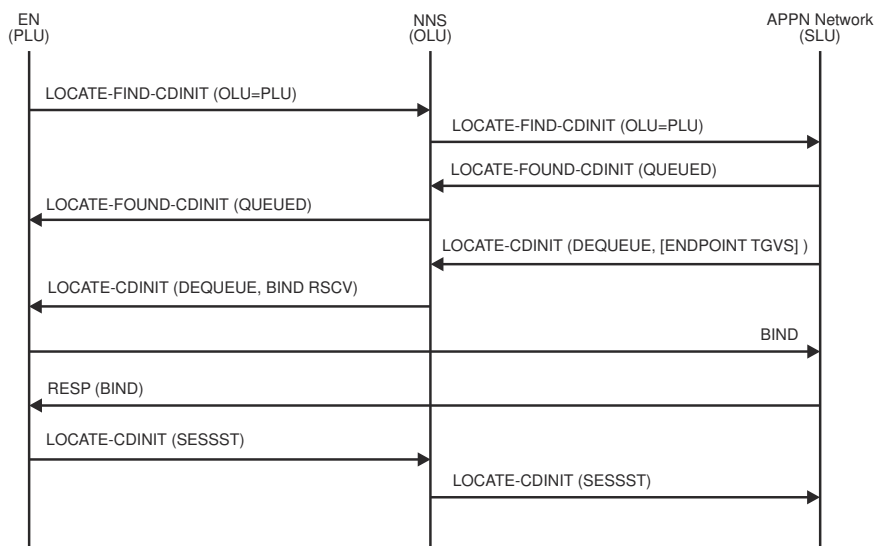 EN
(PLU)
NNS
(OLU)
APPN Network
(SLU)
LOCATE-FIND-CDINIT (OLU=PLU)
LOCATE-FIND-CDINIT (OLU=PLU)
LOCATE-FOUND-CDINIT (QUEUED)
LOCATE-FOUND-CDINIT (QUEUED)
LOCATE-CDINIT (DEQUEUE, [ENDPOINT TGVS] )
LOCATE-CDINIT (DEQUEUE, BIND RSCV)
BIND
RESP (BIND)
LOCATE-CDINIT (SESSST)
LOCATE-CDINIT (SESSST)